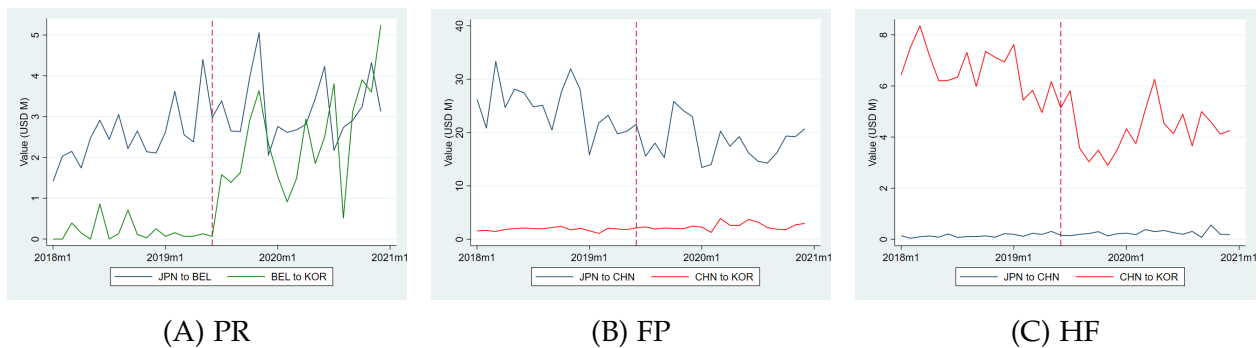 Value (USD M)
5
4
3
2
1
0
2018m1 2019m1 2020m1 2021m1
JPN to BEL BEL to KOR
(A) PR
Value (USD M)
40
30
20
10
0
2018m1 2019m1 2020m1 2021m1
JPN to CHN CHN to KOR
(B) FP
Value (USD M)
8
6
4
2
0
2018m1 2019m1 2020m1 2021m1
JPN to CHN CHN to KOR
(C) HF